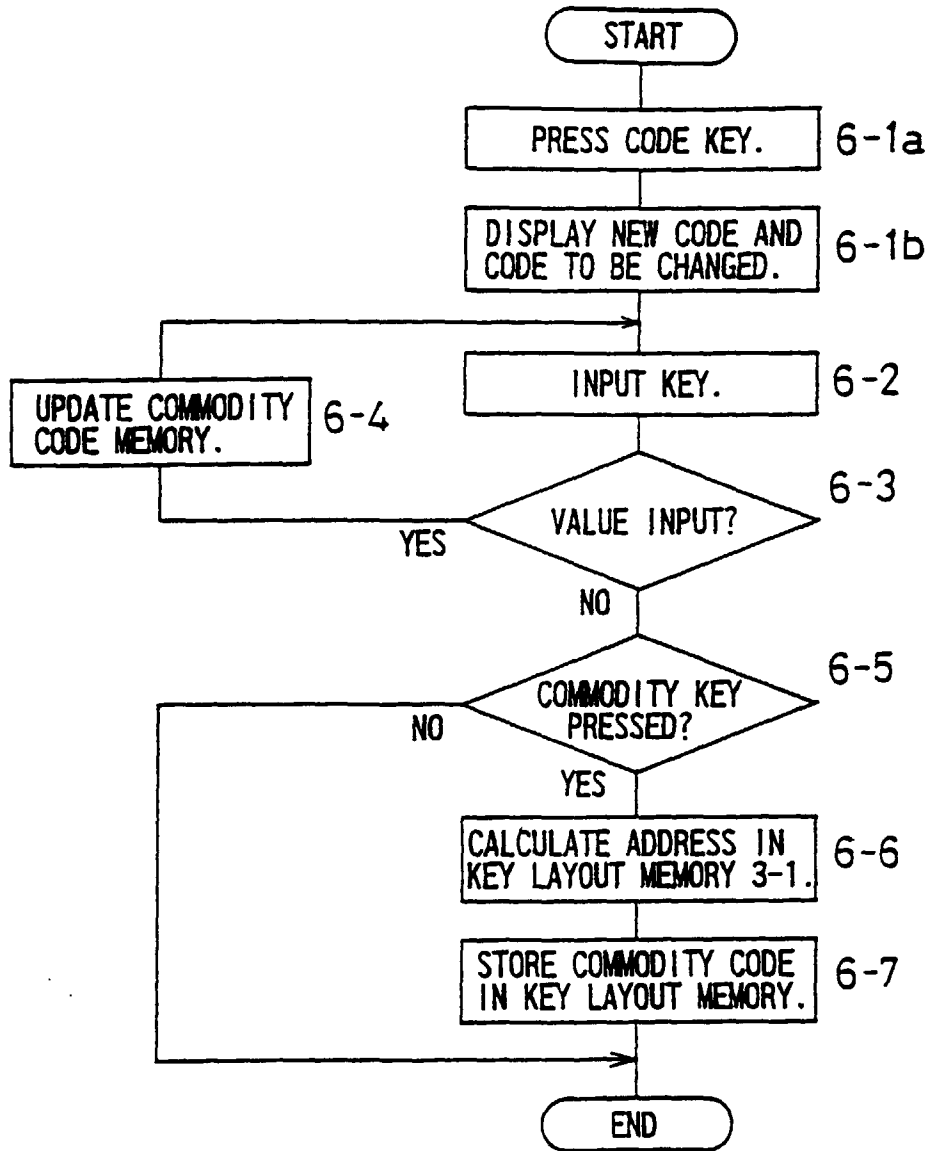 START
PRESS CODE KEY.
6-1a
DISPLAY NEW CODE AND
CODE TO BE CHANGED.
6-1b
INPUT KEY.
6-2
UPDATE COMMODITY
CODE MEMORY.
6-4
VALUE INPUT?
6-3
YES
NO
COMMODITY KEY
PRESSED?
6-5
NO
YES
CALCULATE ADDRESS IN
KEY LAYOUT MEMORY 3-1.
6-6
STORE COMMODITY CODE
IN KEY LAYOUT MEMORY.
6-7
END